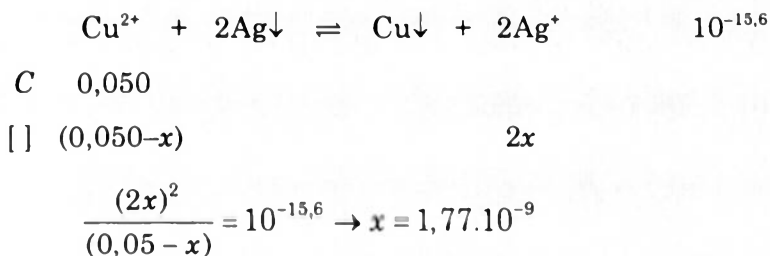 Cu²⁺ + 2Ag↓ ⇌ Cu↓ + 2Ag⁺ 10⁻¹⁵,⁶
C 0,050
[ ] (0,050–x) 2x
(2x)²/(0,05 – x) = 10⁻¹⁵,⁶ → x = 1,77.10⁻⁹